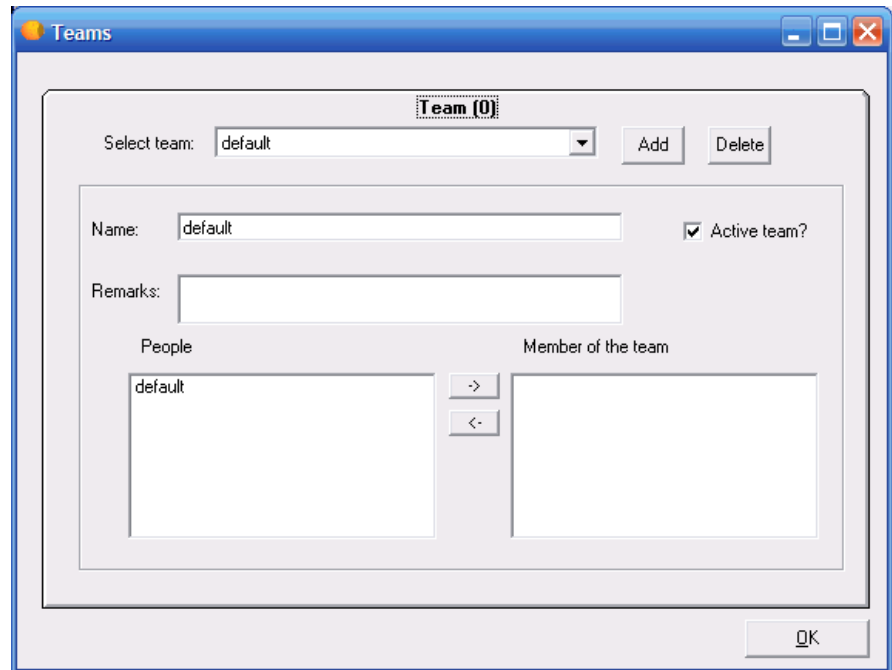 Teams
Team (0)
Select team: default Add Delete
Name: default Active team?
Remarks:
People Member of the team
default ->
<-
OK